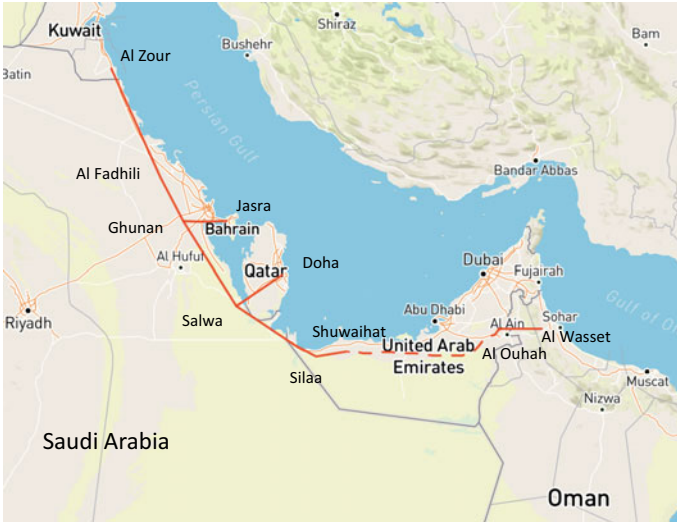 Kuwait
Shiraz
Bam
Al Zour
Bushehr
Batin
Persian Gulf
Al Fadhili
Bandar Abbas
Jasra
Ghunan
Bahrain
Al Hufuf
Qatar
Doha
Dubai
Fujairah
Gulf of O
Riyadh
Salwa
Abu Dhabi
Shuwaihat
Al Ain
Sohar
United Arab
Emirates
Al Wasset
Al Ouhah
Silaa
Muscat
Nizwa
Saudi Arabia
Oman